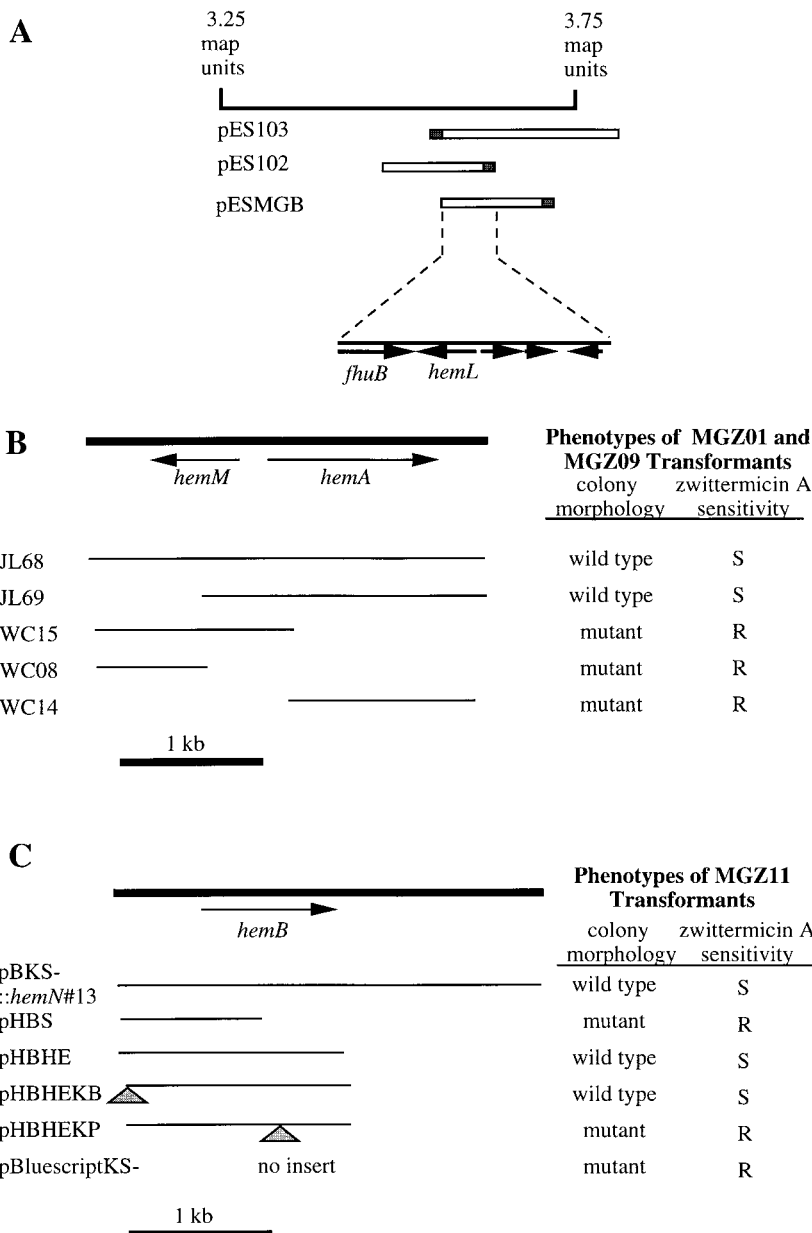 A
3.25
map
units
3.75
map
units
pES103
pES102
pESMGB
fhuB
hemL
B
hemM
hemA
Phenotypes of MGZ01 and
MGZ09 Transformants
colony
morphology
zwittermicin A
sensitivity
JL68 wild type S
JL69 wild type S
WC15 mutant R
WC08 mutant R
WC14 mutant R
1 kb
C
hemB
Phenotypes of MGZ11
Transformants
colony
morphology
zwittermicin A
sensitivity
pBKS-
::hemN#13 wild type S
pHBS mutant R
pHBHE wild type S
pHBHEKB wild type S
pHBHEKP mutant R
pBluescriptKS- no insert mutant R
1 kb